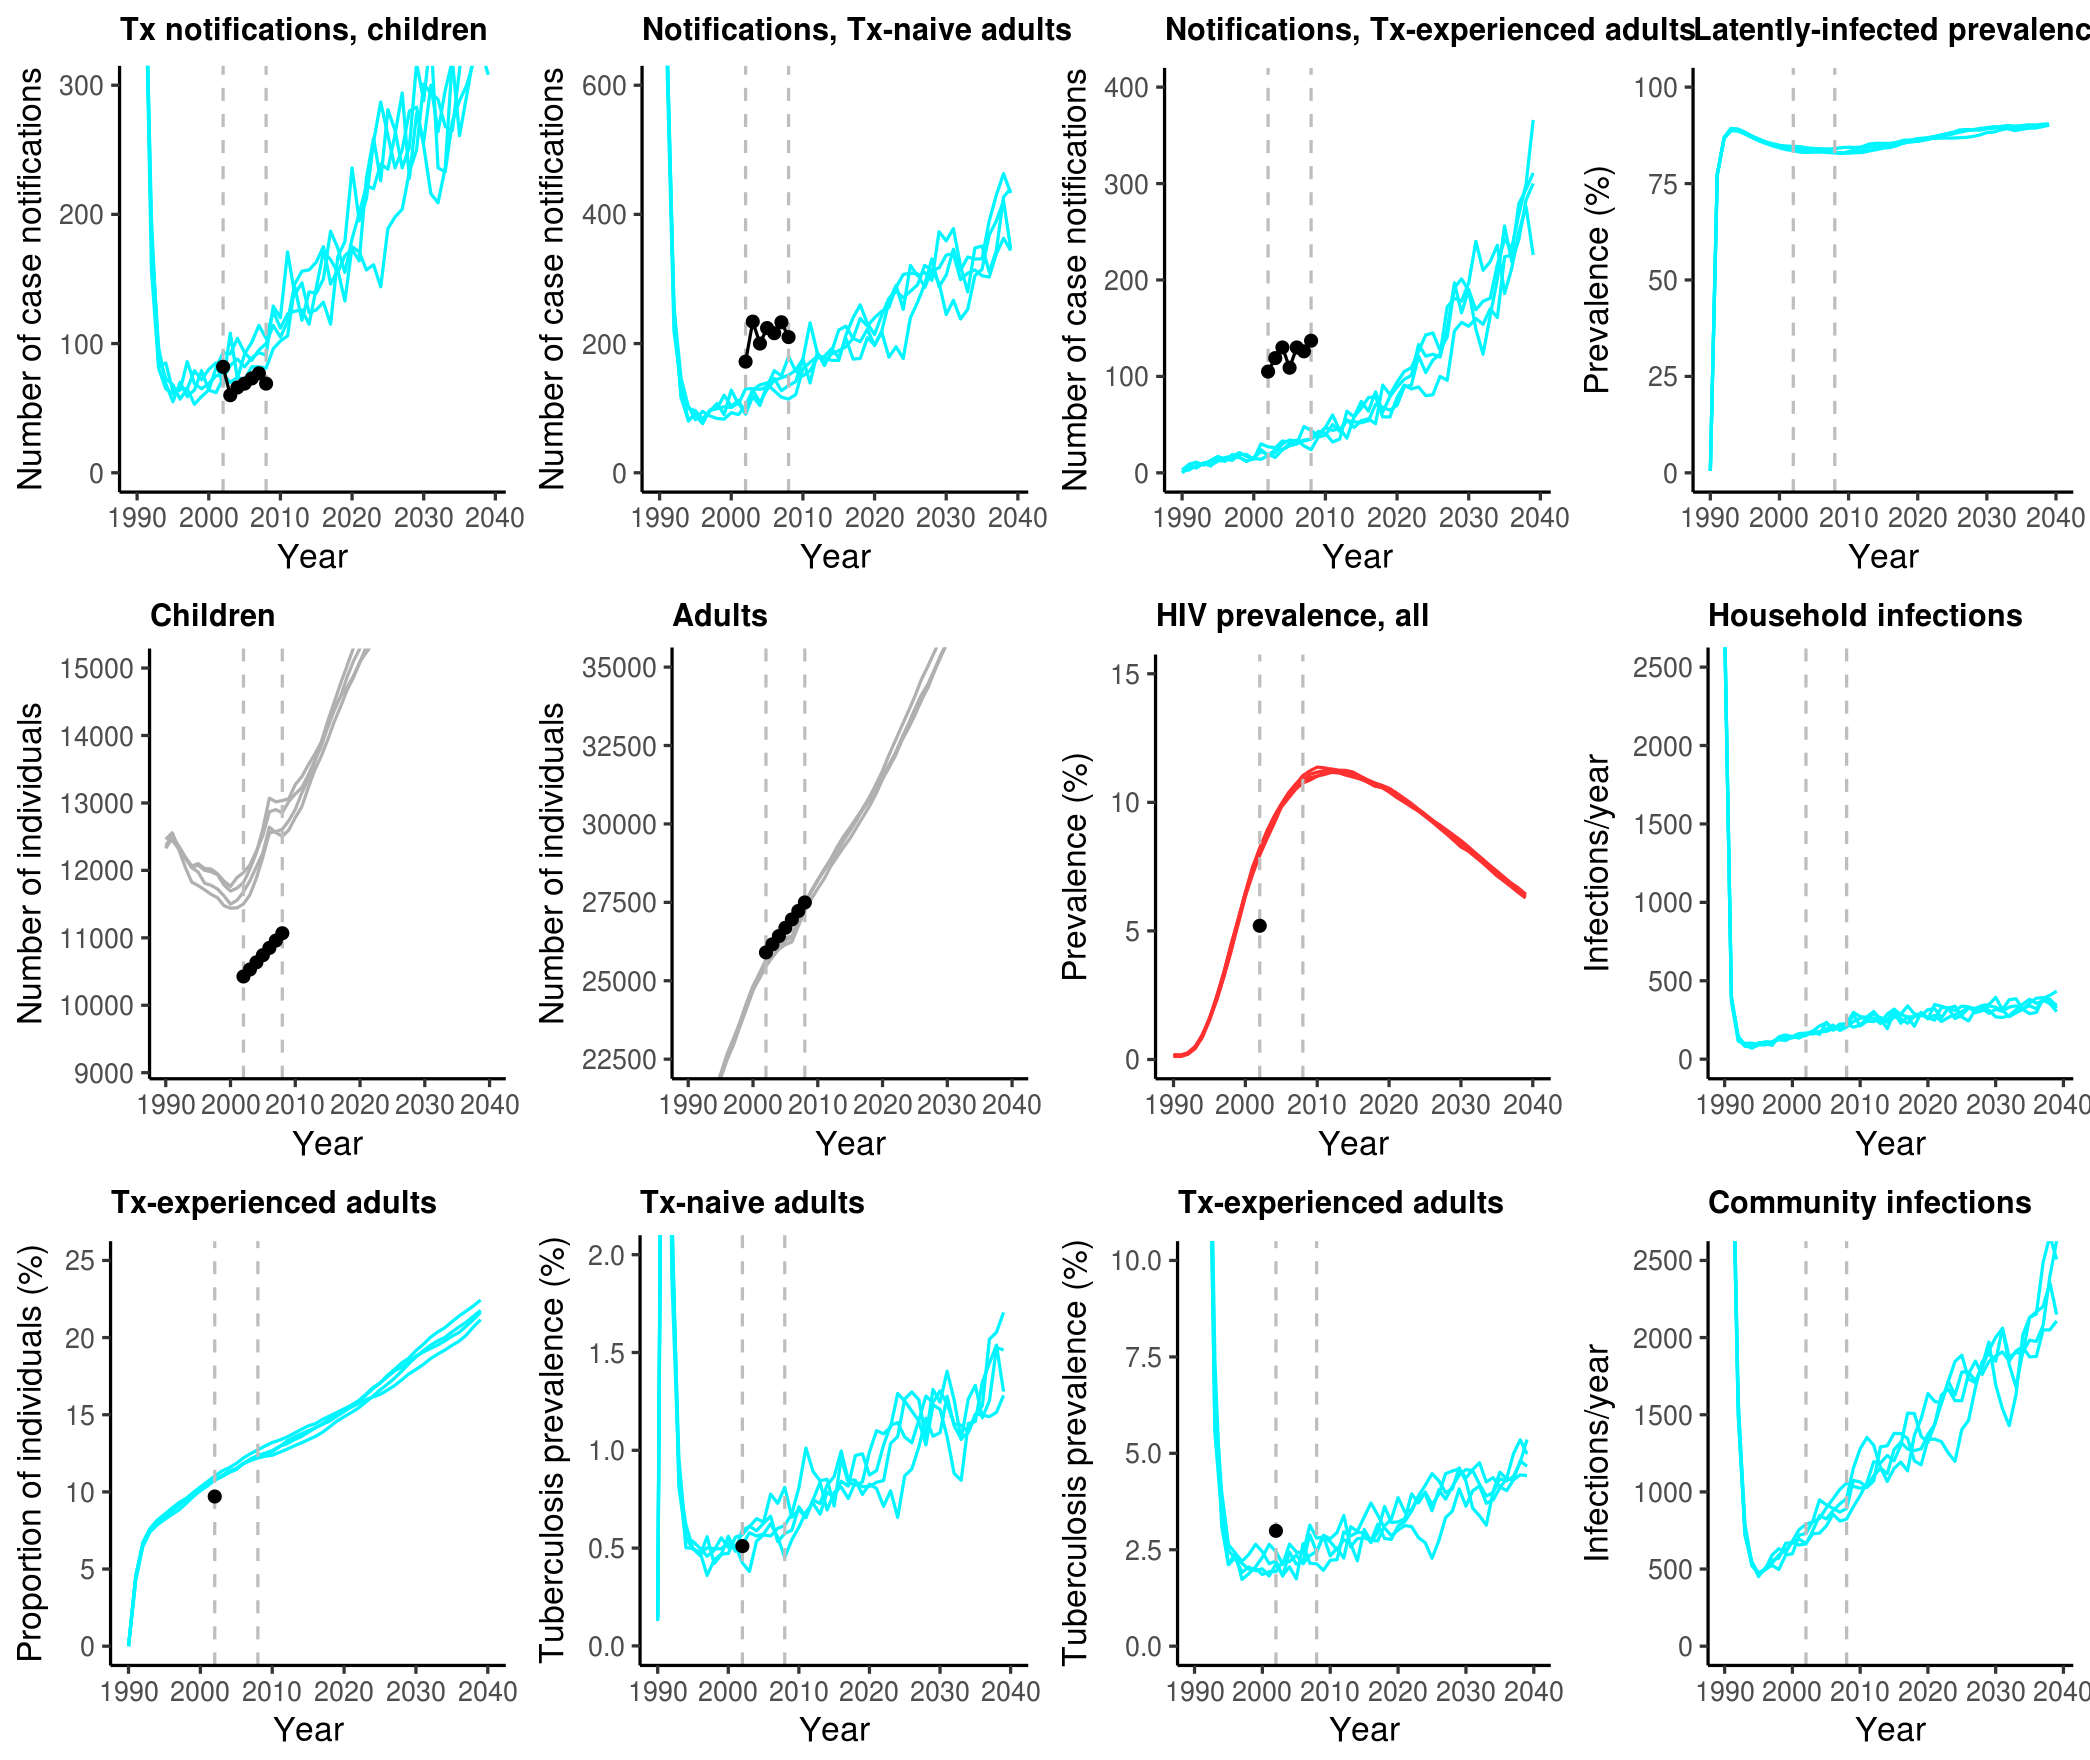 Tx notifications, children
Number of case notifications
300
200
100
0
1990 2000 2010 2020 2030 2040
Year
Notifications, Tx-naive adults
Number of case notifications
600
400
200
0
1990 2000 2010 2020 2030 2040
Year
Notifications, Tx-experienced adults
Number of case notifications
400
300
200
100
0
1990 2000 2010 2020 2030 2040
Year
Latently-infected prevalenc
Prevalence (%)
100
75
50
25
0
1990 2000 2010 2020 2030 2040
Year
Children
Number of individuals
15000
14000
13000
12000
11000
10000
9000
1990 2000 2010 2020 2030 2040
Year
Adults
Number of individuals
35000
32500
30000
27500
25000
22500
1990 2000 2010 2020 2030 2040
Year
HIV prevalence, all
Prevalence (%)
15
10
5
0
1990 2000 2010 2020 2030 2040
Year
Household infections
Infections/year
2500
2000
1500
1000
500
0
1990 2000 2010 2020 2030 2040
Year
Tx-experienced adults
Proportion of individuals (%)
25
20
15
10
5
0
1990 2000 2010 2020 2030 2040
Year
Tx-naive adults
Tuberculosis prevalence (%)
2.0
1.5
1.0
0.5
0.0
1990 2000 2010 2020 2030 2040
Year
Tx-experienced adults
Tuberculosis prevalence (%)
10.0
7.5
5.0
2.5
0.0
1990 2000 2010 2020 2030 2040
Year
Community infections
Infections/year
2500
2000
1500
1000
500
0
1990 2000 2010 2020 2030 2040
Year